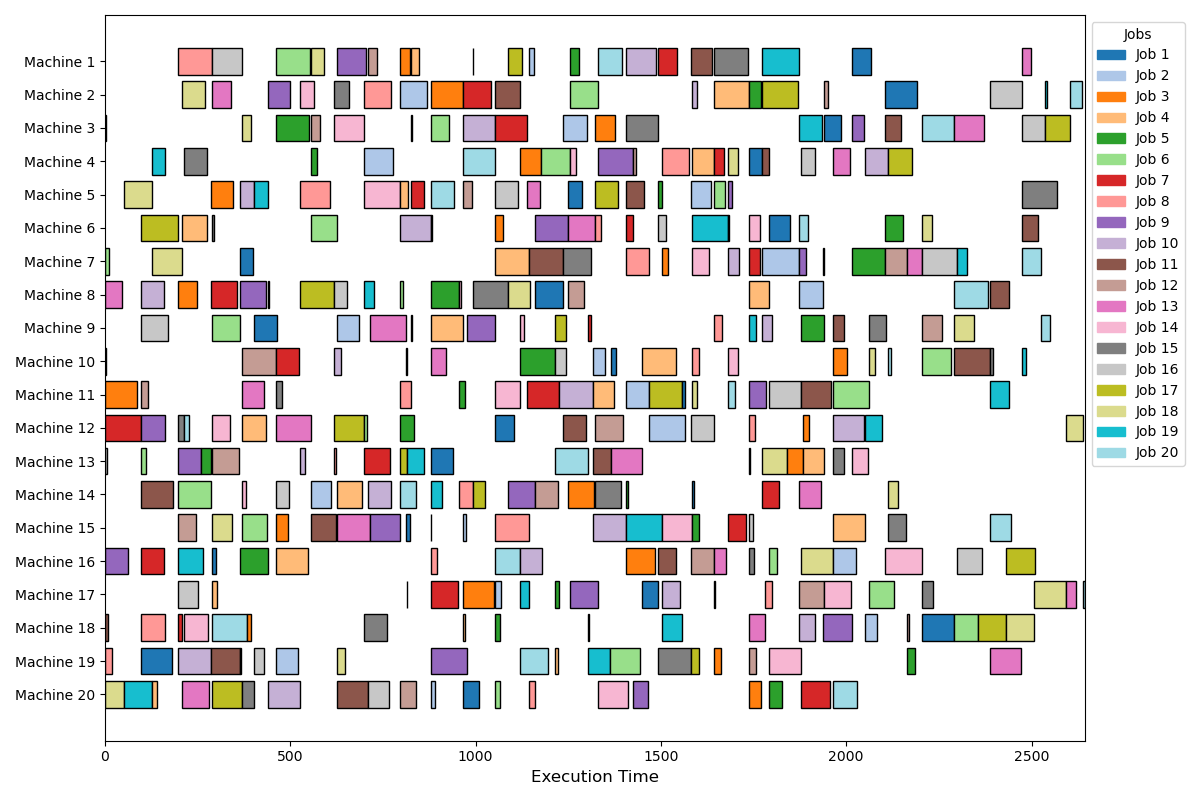 Machine 1
Machine 2
Machine 3
Machine 4
Machine 5
Machine 6
Machine 7
Machine 8
Machine 9
Machine 10
Machine 11
Machine 12
Machine 13
Machine 14
Machine 15
Machine 16
Machine 17
Machine 18
Machine 19
Machine 20
0 500 1000 1500 2000 2500
Execution Time
Jobs
Job 1
Job 2
Job 3
Job 4
Job 5
Job 6
Job 7
Job 8
Job 9
Job 10
Job 11
Job 12
Job 13
Job 14
Job 15
Job 16
Job 17
Job 18
Job 19
Job 20